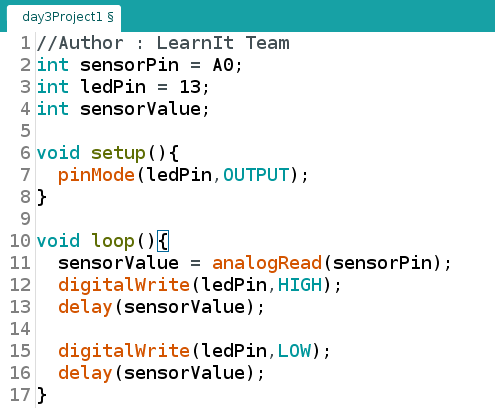 day3Project1 §
1 //Author : LearnIt Team
2 int sensorPin = A0;
3 int ledPin = 13;
4 int sensorValue;
5
6 void setup(){
7   pinMode(ledPin,OUTPUT);
8 }
9
10 void loop(){
11   sensorValue = analogRead(sensorPin);
12   digitalWrite(ledPin,HIGH);
13   delay(sensorValue);
14
15   digitalWrite(ledPin,LOW);
16   delay(sensorValue);
17 }